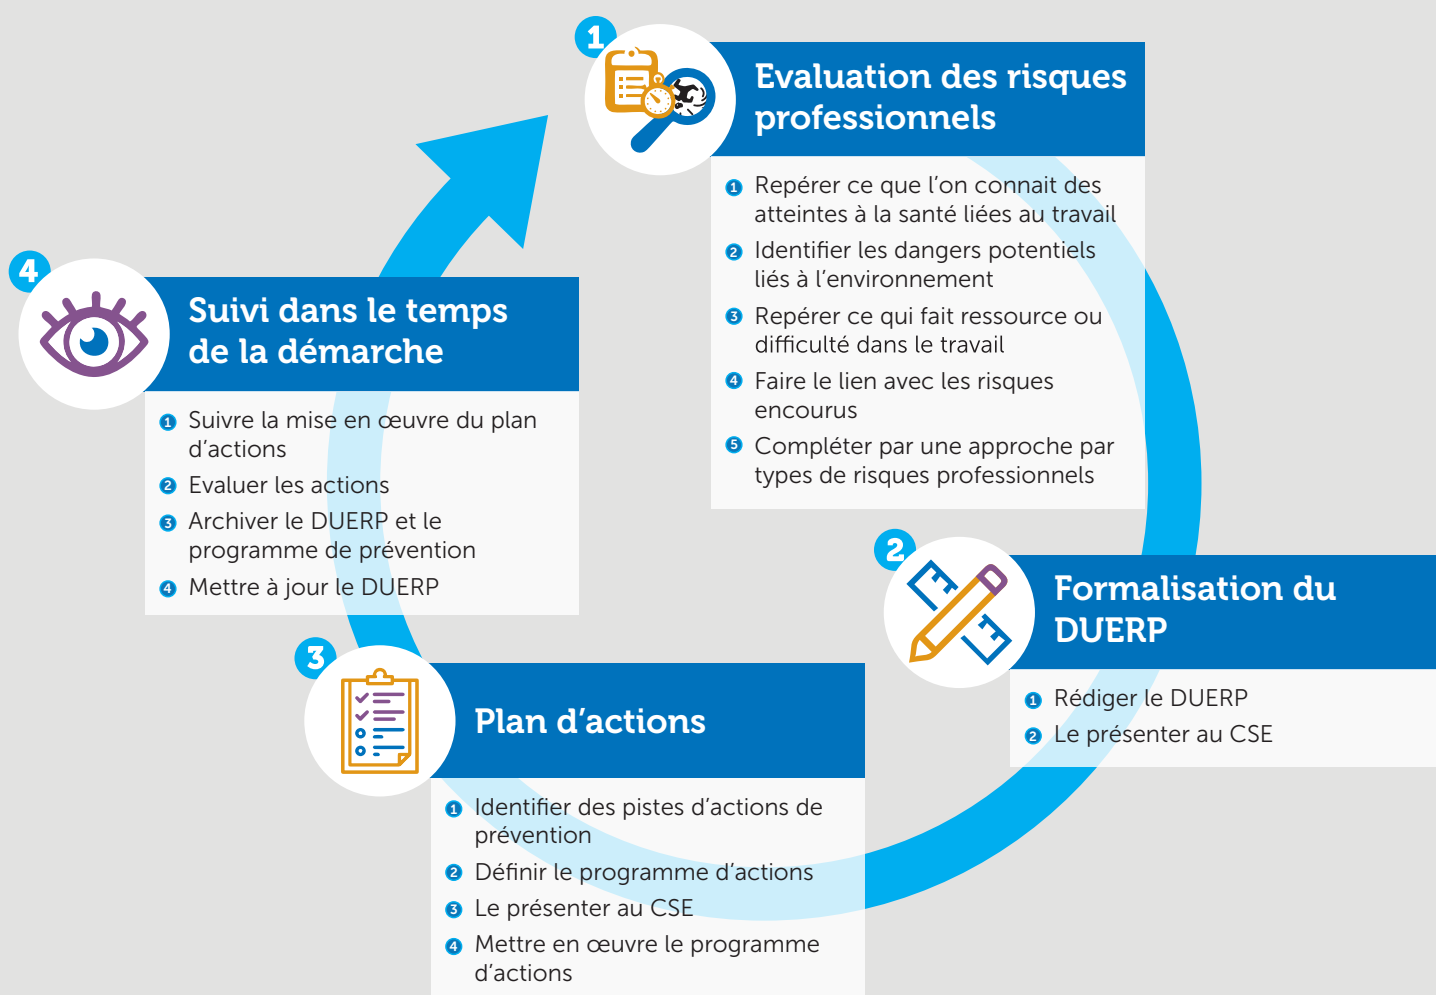 1
Evaluation des risques
professionnels
1 Repérer ce que l’on connait des
atteintes à la santé liées au travail
2 Identifier les dangers potentiels
liés à l’environnement
3 Repérer ce qui fait ressource ou
difficulté dans le travail
4 Faire le lien avec les risques
encourus
5 Compléter par une approche par
types de risques professionnels
2
Formalisation du
DUERP
1 Rédiger le DUERP
2 Le présenter au CSE
3
Plan d’actions
1 Identifier des pistes d’actions de
prévention
2 Définir le programme d’actions
3 Le présenter au CSE
4 Mettre en œuvre le programme
d’actions
4
Suivi dans le temps
de la démarche
1 Suivre la mise en œuvre du plan
d’actions
2 Evaluer les actions
3 Archiver le DUERP et le
programme de prévention
4 Mettre à jour le DUERP